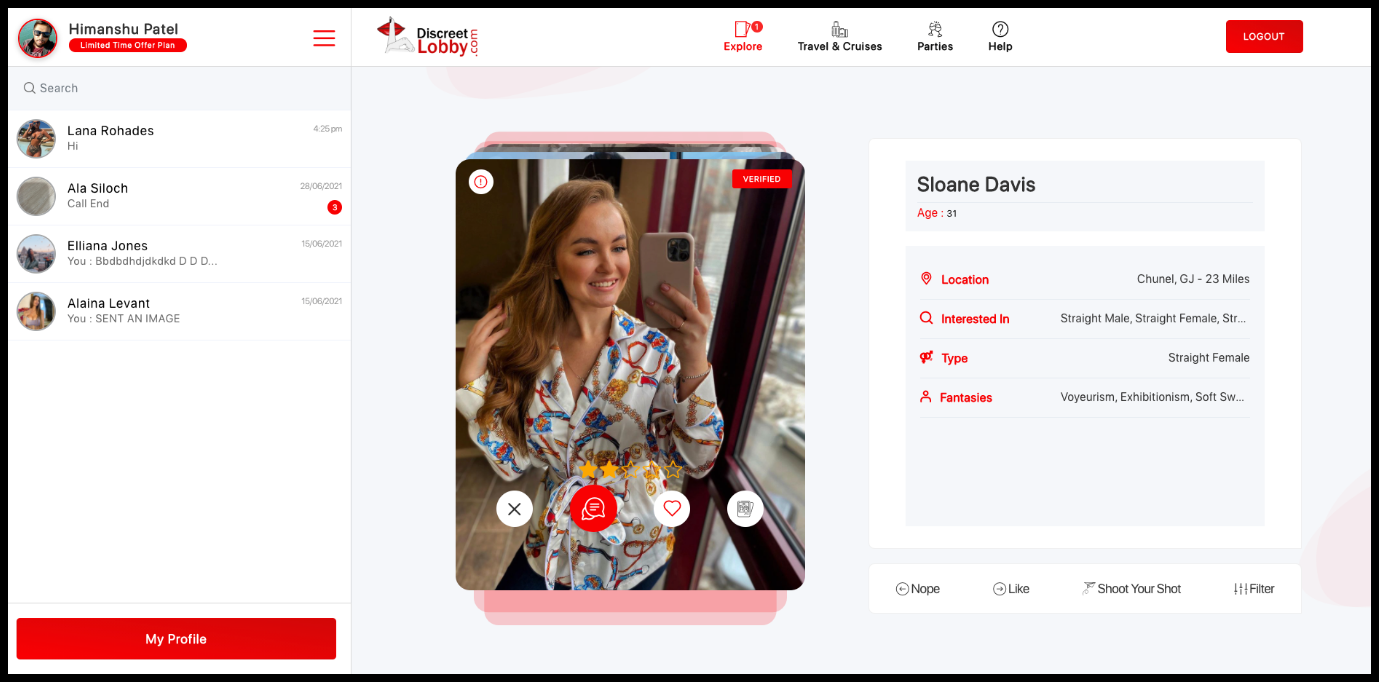 Himanshu Patel
Limited Time Offer Plan
Discreet
Lobby.com
1
Explore
Travel & Cruises
Parties
Help
LOGOUT
Search
Lana Rohades
4:25 pm
Hi
Ala Siloch
28/06/2021
Call End
3
Elliana Jones
15/06/2021
You : Bbdbdhdjdkdkd D D D...
Alaina Levant
15/06/2021
You : SENT AN IMAGE
My Profile
VERIFIED
Sloane Davis
Age : 31
Location
Chunel, GJ - 23 Miles
Interested In
Straight Male, Straight Female, Str...
Type
Straight Female
Fantasies
Voyeurism, Exhibitionism, Soft Sw...
Nope
Like
Shoot Your Shot
Filter